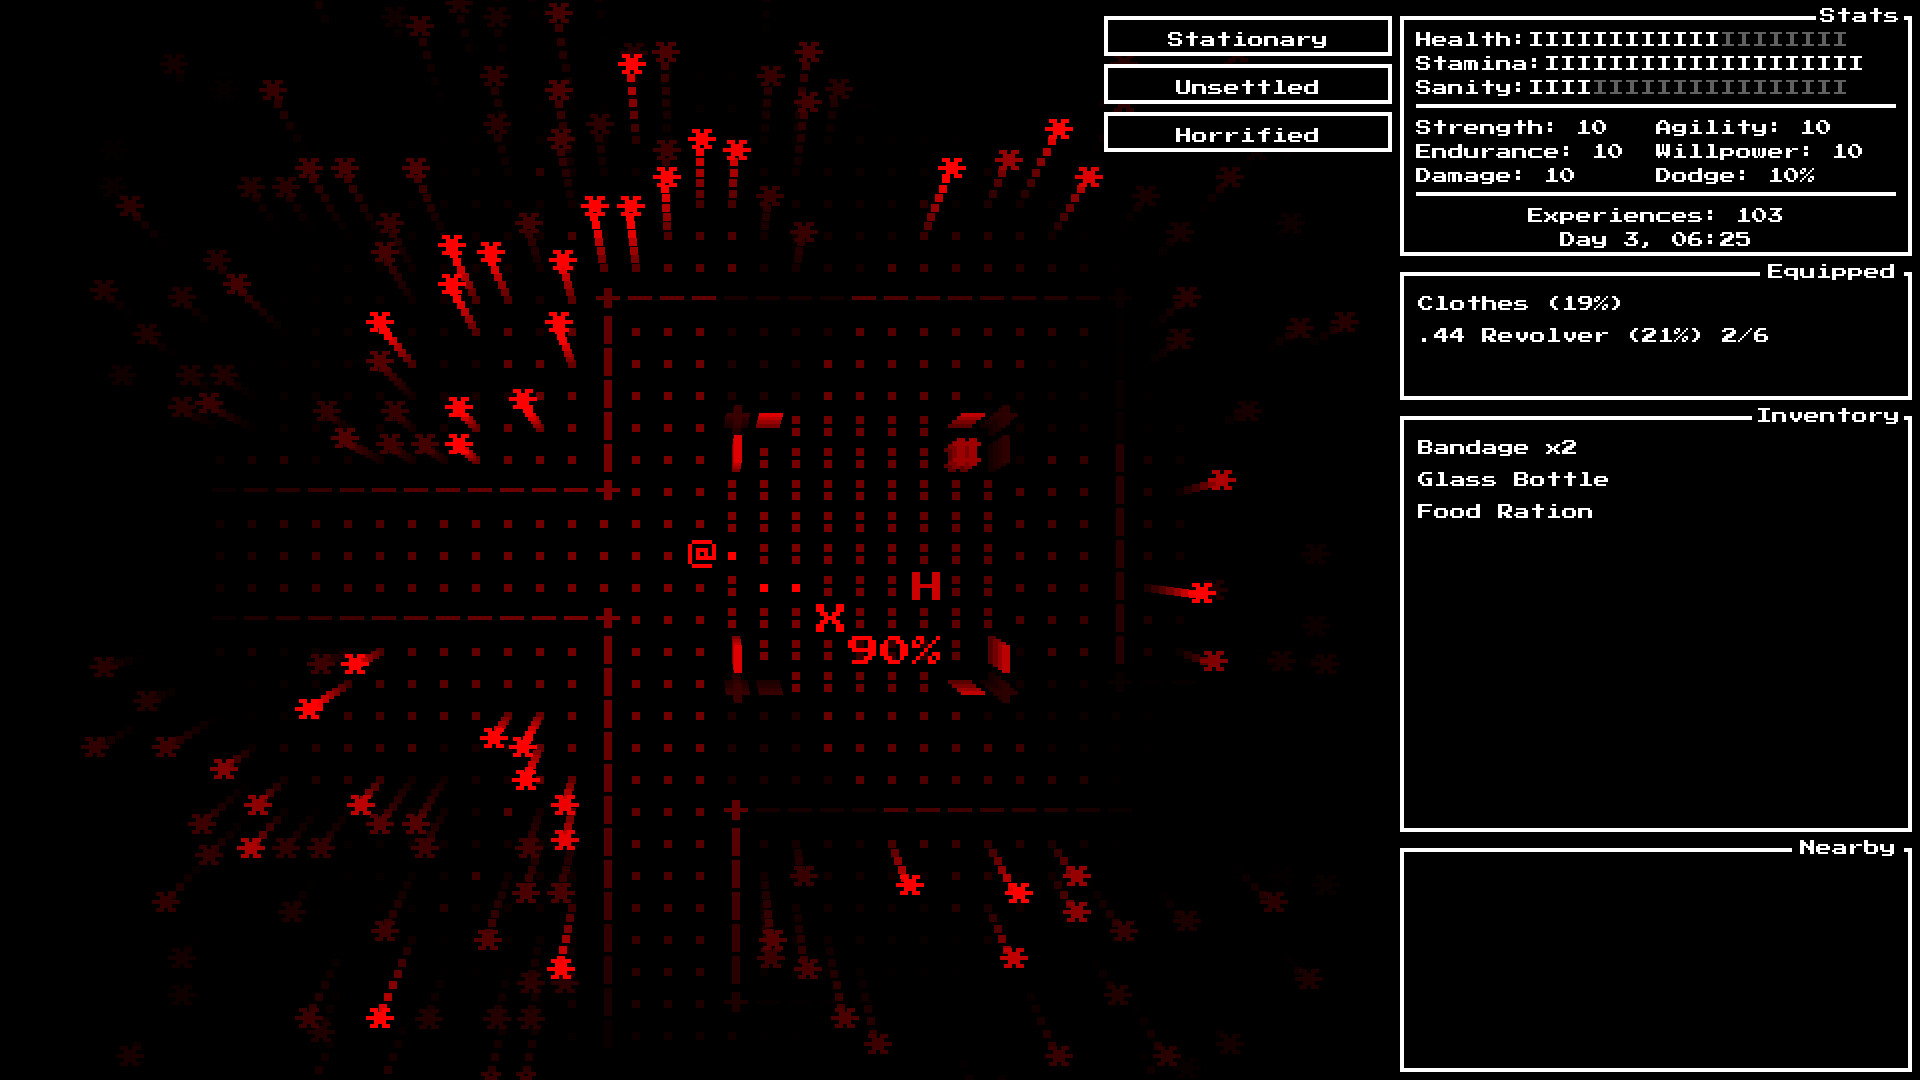 Stationary
Unsettled
Horrified
Stats
Health:IIIIIIIIIIIIIIIIIIII
Stamina:IIIIIIIIIIIIIIIIIIII
Sanity:IIIIIIIIIIIIIIIIIIII
Strength: 10 Agility: 10
Endurance: 10 Willpower: 10
Damage: 10 Dodge: 10%
Experiences: 103
Day 3, 06:25
Equipped
Clothes (19%)
.44 Revolver (21%) 2/6
Inventory
Bandage x2
Glass Bottle
Food Ration
@
H
X
90%
Nearby